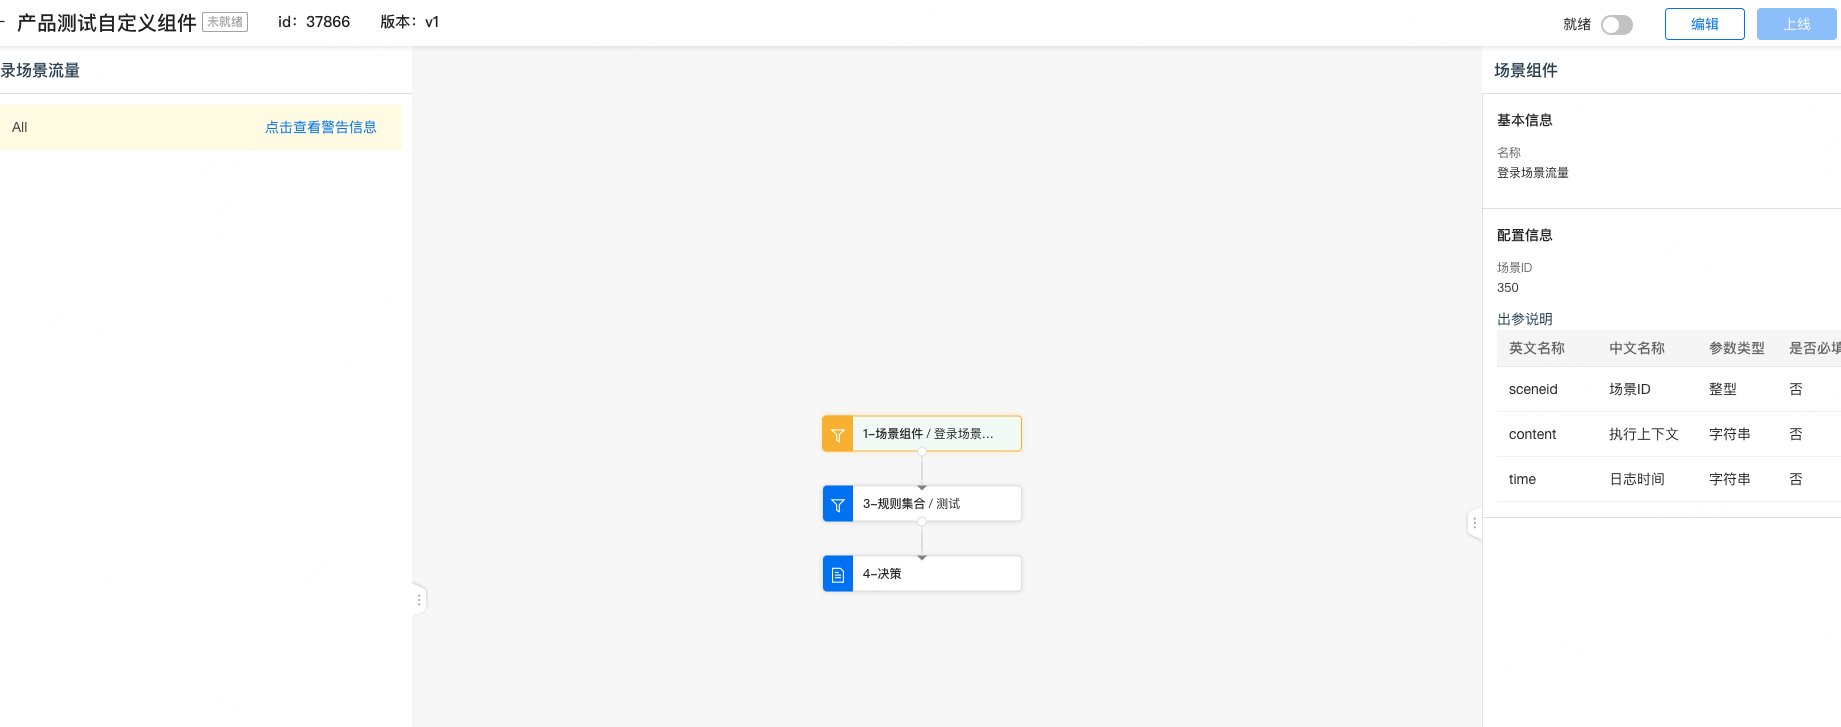 产品测试自定义组件 未就绪 id：37866 版本：v1 就绪 编辑 上线
录场景流量
All 点击查看警告信息
1-场景组件 / 登录场景...
3-规则集合 / 测试
4-决策
场景组件
基本信息
名称
登录场景流量
配置信息
场景ID
350
出参说明
英文名称 中文名称 参数类型 是否必填
sceneid 场景ID 整型 否
content 执行上下文 字符串 否
time 日志时间 字符串 否